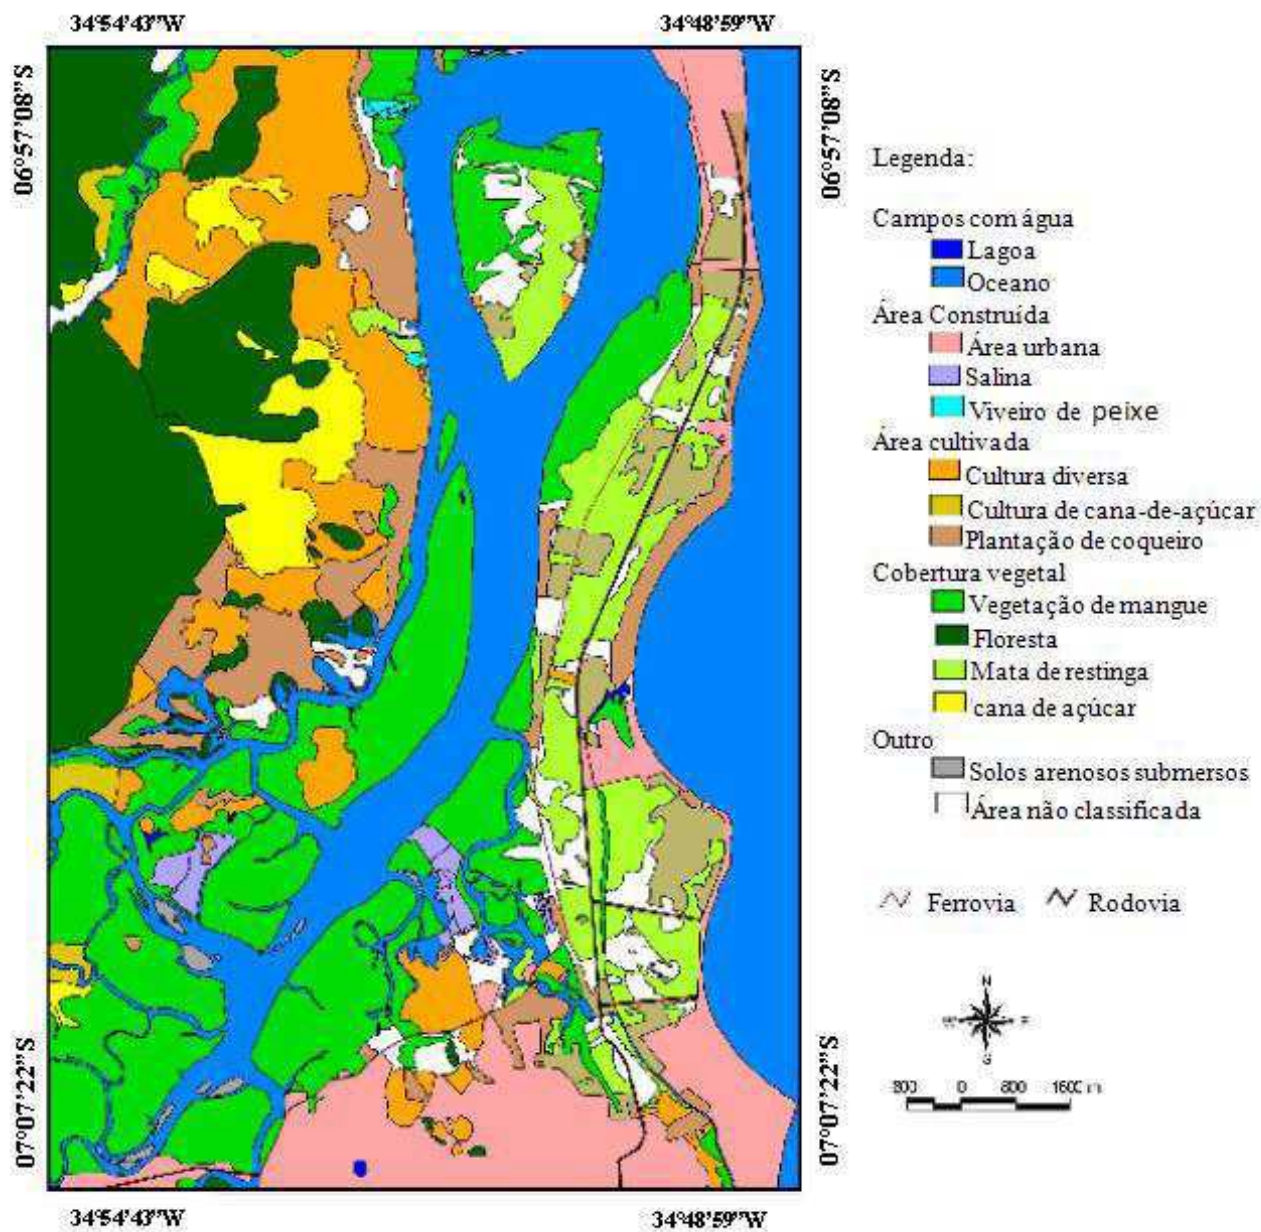 34°54'43"W 34°48'59"W
06°57'08"S 06°57'08"S
Legenda:
Campos com água
Lagoa
Oceano
Área Construída
Área urbana
Salina
Viveiro de peixe
Área cultivada
Cultura diversa
Cultura de cana-de-açúcar
Plantação de coqueiro
Cobertura vegetal
Vegetação de mangue
Floresta
Mata de restinga
cana de açúcar
Outro
Solos arenosos submersos
Área não classificada
Ferrovia Rodovia
N
S
800 0 800 1600 m
07°07'22"S 07°07'22"S
34°54'43"W 34°48'59"W